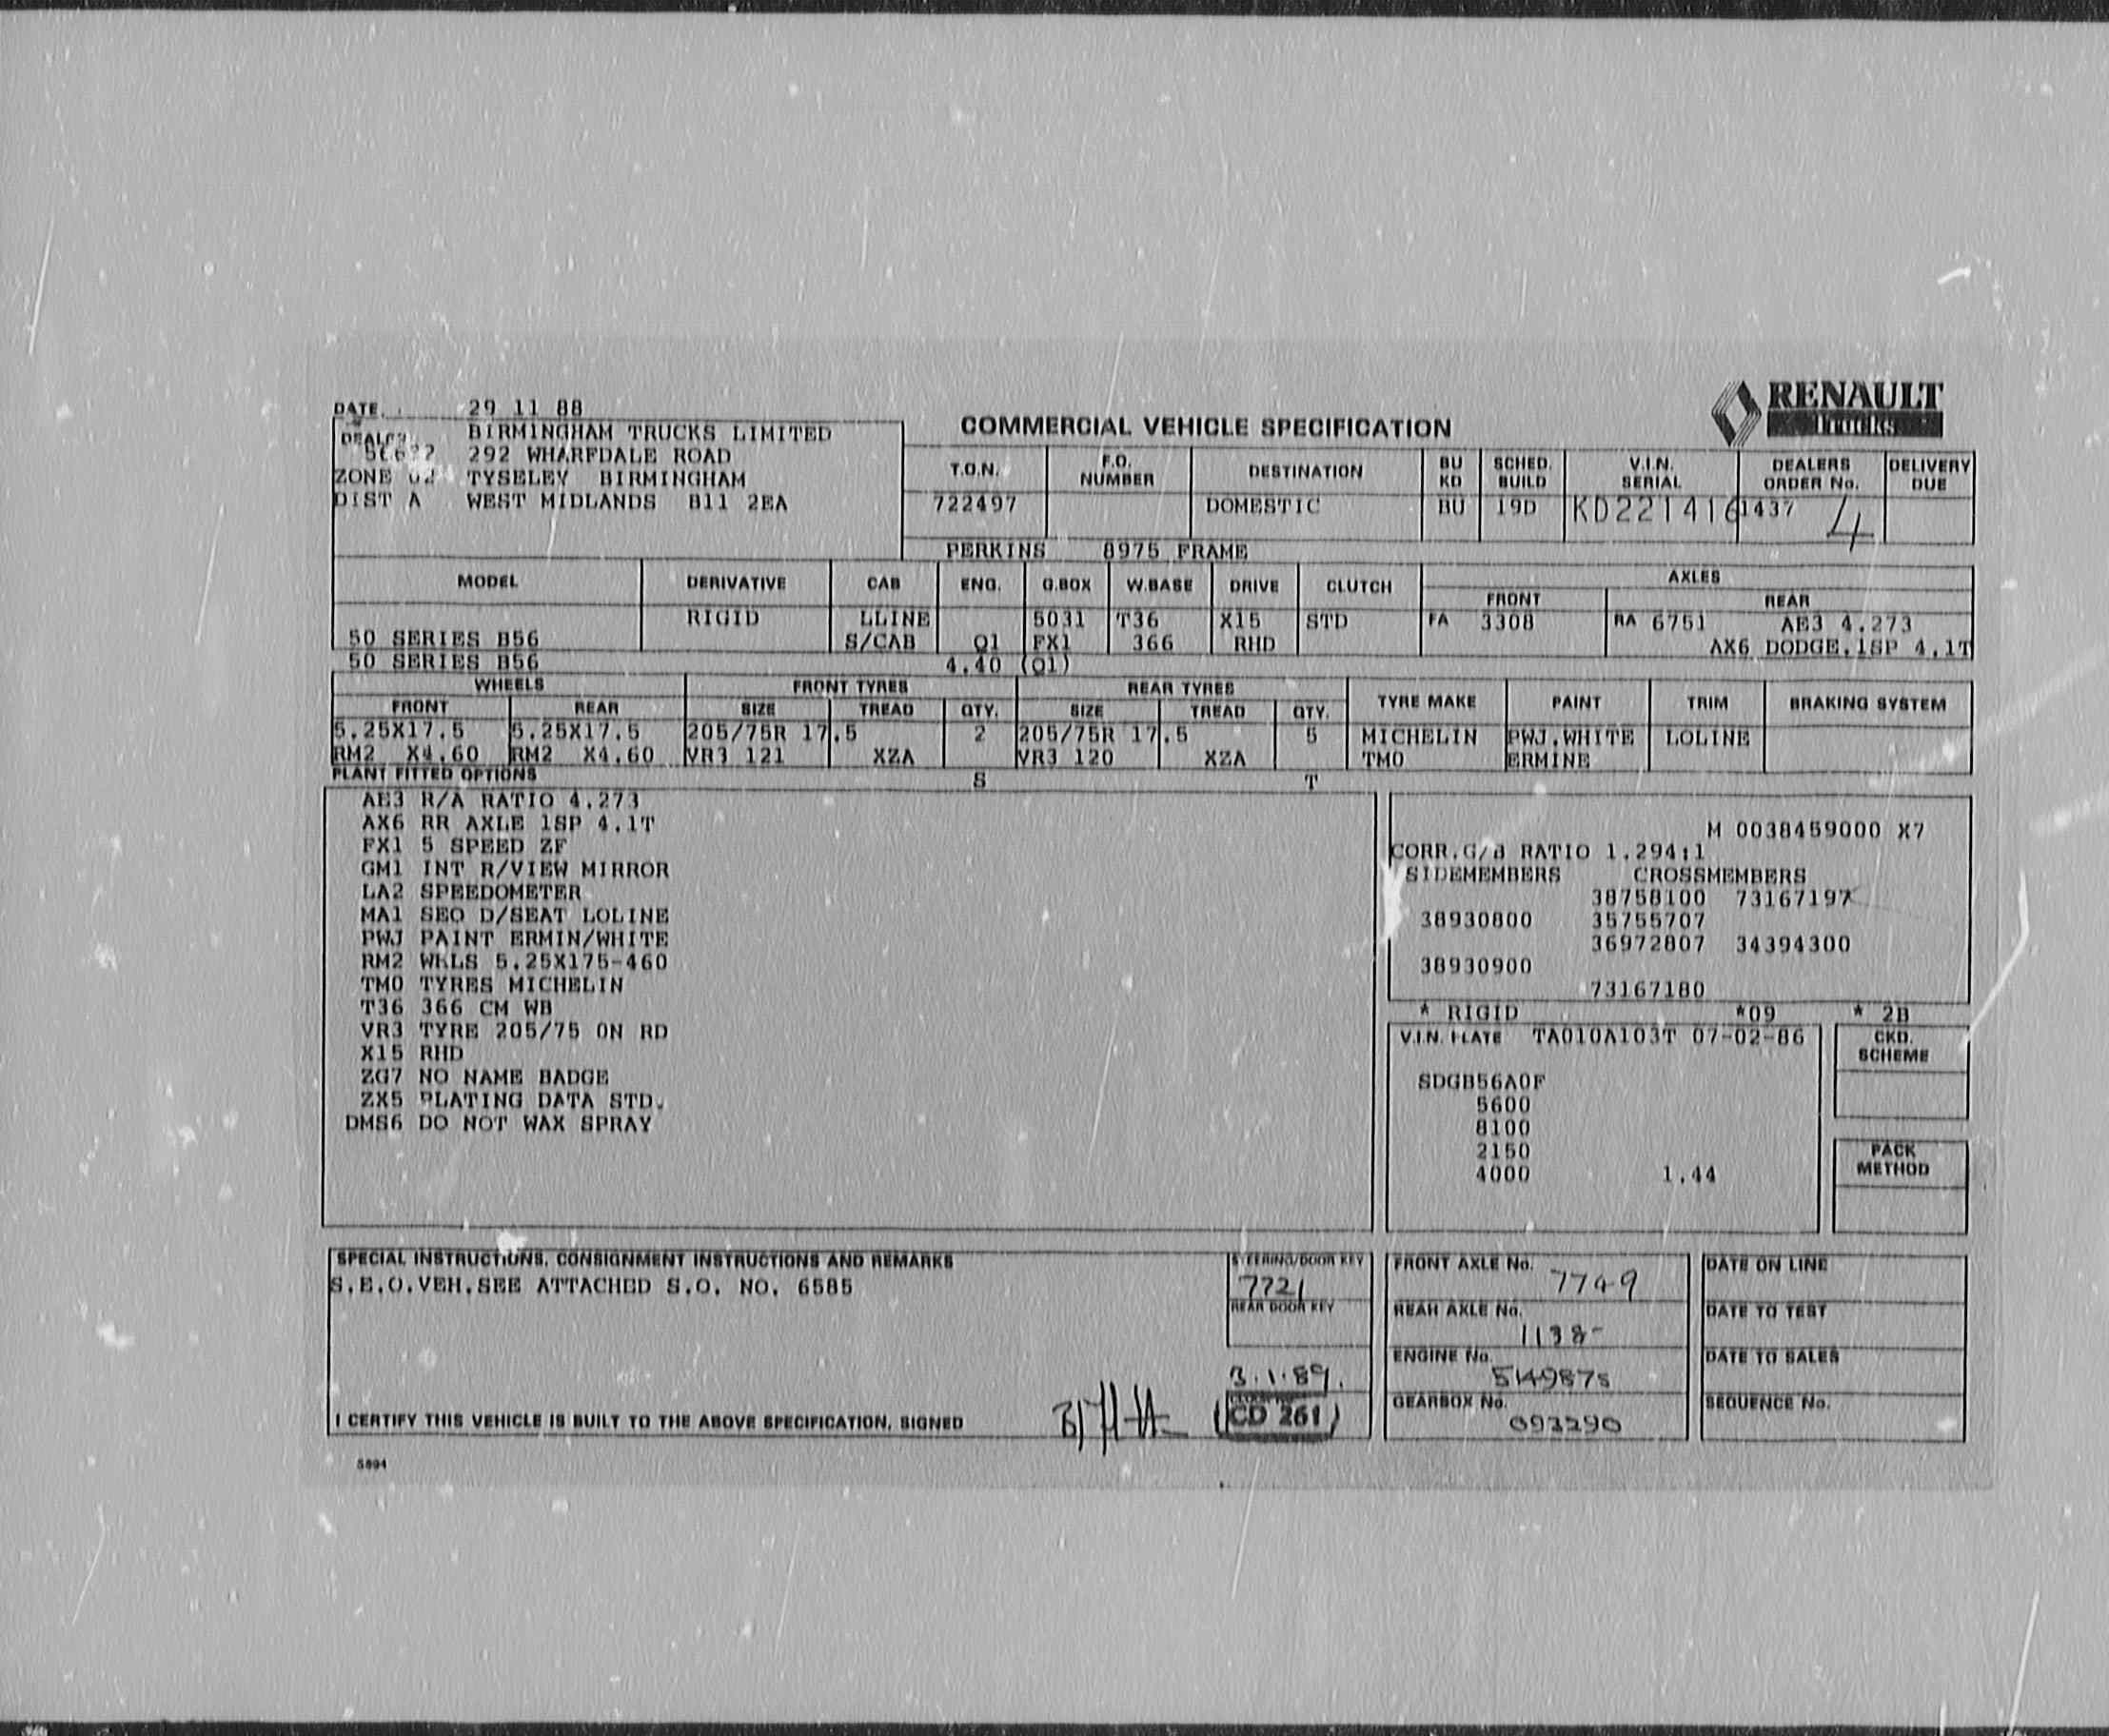 DATE. 29 11 88
RENAULT
TRUCKS
COMMERCIAL VEHICLE SPECIFICATION
BIRMINGHAM TRUCKS LIMITED
292 WHARFDALE ROAD
ZONE 02 TYSELEY BIRMINGHAM
DIST A WEST MIDLANDS B11 2EA
T.O.N. F.O. NUMBER DESTINATION BU KD SCHED. BUILD V.I.N. SERIAL DEALERS ORDER No. DELIVERY DUE
722497 DOMESTIC BU 19D KD221416 1437 4
PERKINS 8975 FRAME
MODEL DERIVATIVE CAB ENG. G.BOX W.BASE DRIVE CLUTCH AXLES
FRONT REAR
RIGID LLINE 5031 T36 X15 STD FA 3308 RA 6751 AE3 4.273
50 SERIES B56 S/CAB Q1 FX1 366 RHD AX6 DODGE.1SP 4.1T
50 SERIES B56 4.40 (Q1)
WHEELS FRONT TYRES REAR TYRES TYRE MAKE PAINT TRIM BRAKING SYSTEM
FRONT REAR SIZE TREAD QTY. SIZE TREAD QTY.
5.25X17.5 5.25X17.5 205/75R 17.5 2 205/75R 17.5 5 MICHELIN PWJ.WHITE LOLINE
RM2 X4.60 RM2 X4.60 VR3 121 XZA VR3 120 XZA TMO ERMINE
PLANT FITTED OPTIONS S T
AE3 R/A RATIO 4.273
AX6 RR AXLE 1SP 4.1T
FX1 5 SPEED ZF
GM1 INT R/VIEW MIRROR
LA2 SPEEDOMETER
MA1 SEO D/SEAT LOLINE
PWJ PAINT ERMIN/WHITE
RM2 WHLS 5.25X175-460
TMO TYRES MICHELIN
T36 366 CM WB
VR3 TYRE 205/75 ON RD
X15 RHD
ZG7 NO NAME BADGE
ZX5 PLATING DATA STD.
DMS6 DO NOT WAX SPRAY
M 0038459000 X7
CORR.G/B RATIO 1.294:1
SIDEMEMBERS CROSSMEMBERS
38758100 73167197
38930800 35755707
36972807 34394300
38930900
73167180
* RIGID *09 * 2B
V.I.N. PLATE TA010A103T 07-02-86
CKD. SCHEME
SDGB56A0F
5600
8100
2150
4000 1.44
PACK METHOD
SPECIAL INSTRUCTIONS, CONSIGNMENT INSTRUCTIONS AND REMARKS
S.E.O.VEH.SEE ATTACHED S.O. NO. 6585
STEERING/DOOR KEY
7721
REAR DOOR KEY
3.1.89.
CD 261
I CERTIFY THIS VEHICLE IS BUILT TO THE ABOVE SPECIFICATION, SIGNED
FRONT AXLE No. 7749
REAR AXLE No. 1138-
ENGINE No.
GEARBOX No. 093290
DATE ON LINE
DATE TO TEST
DATE TO SALES
SEQUENCE No.
5894